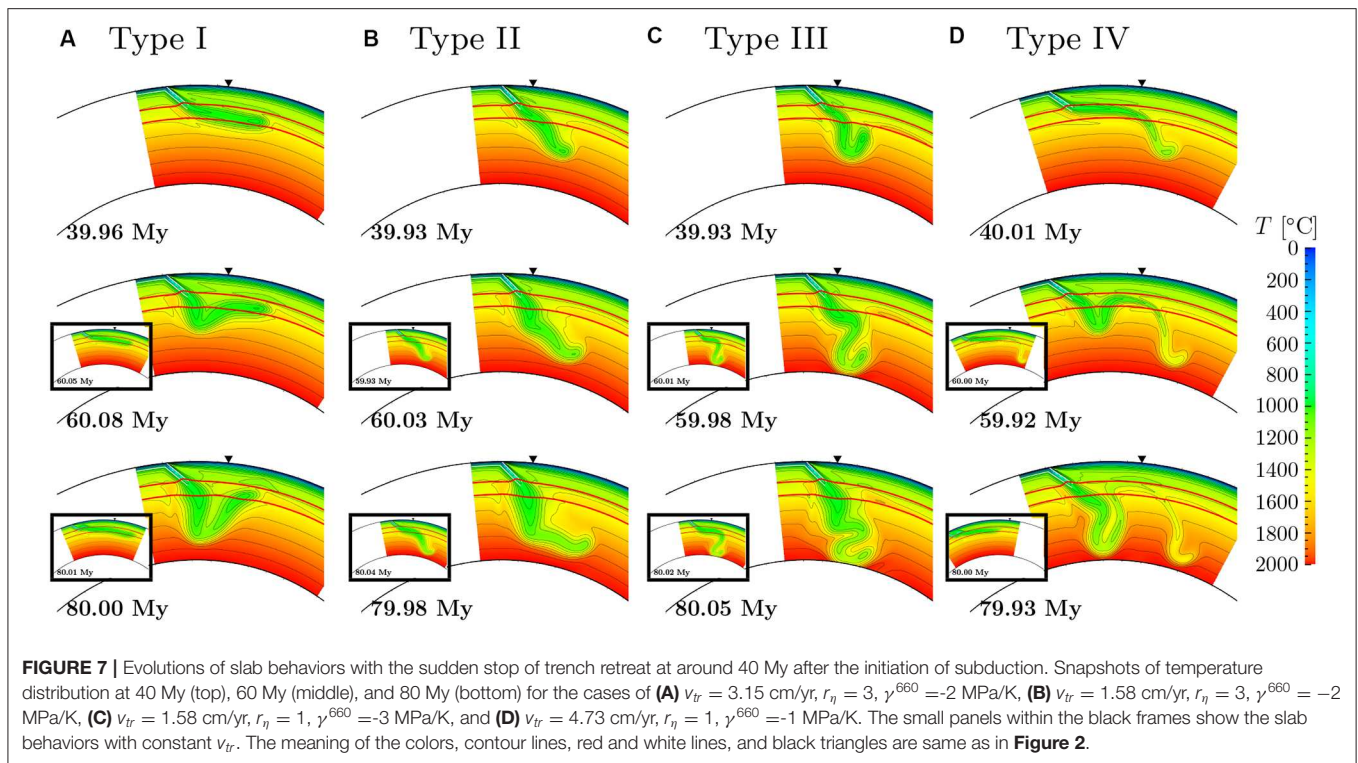 A Type I
B Type II
C Type III
D Type IV
39.96 My
39.93 My
39.93 My
40.01 My
T [°C]
0
200
400
600
800
1000
1200
1400
1600
1800
2000
60.05 My
59.93 My
60.01 My
60.00 My
60.08 My
60.03 My
59.98 My
59.92 My
80.01 My
80.04 My
80.02 My
80.00 My
80.00 My
79.98 My
80.05 My
79.93 My
FIGURE 7 | Evolutions of slab behaviors with the sudden stop of trench retreat at around 40 My after the initiation of subduction. Snapshots of temperature
distribution at 40 My (top), 60 My (middle), and 80 My (bottom) for the cases of (A) v_tr = 3.15 cm/yr, r_η = 3, γ^660 =-2 MPa/K, (B) v_tr = 1.58 cm/yr, r_η = 3, γ^660 = −2
MPa/K, (C) v_tr = 1.58 cm/yr, r_η = 1, γ^660 =-3 MPa/K, and (D) v_tr = 4.73 cm/yr, r_η = 1, γ^660 =-1 MPa/K. The small panels within the black frames show the slab
behaviors with constant v_tr. The meaning of the colors, contour lines, red and white lines, and black triangles are same as in Figure 2.